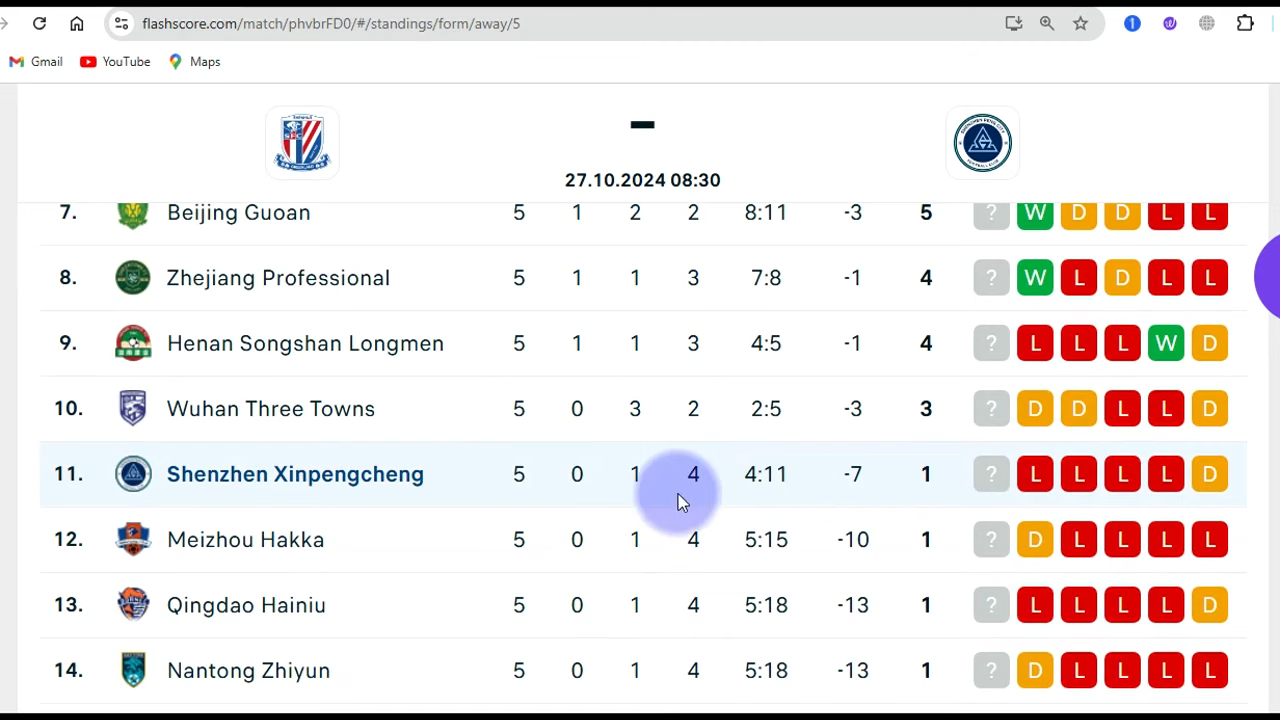 flashscore.com/match/phvbrFD0/#/standings/form/away/5
Gmail YouTube Maps
27.10.2024 08:30
7. Beijing Guoan 5 1 2 2 8:11 -3 5 ? W D D L L
8. Zhejiang Professional 5 1 1 3 7:8 -1 4 ? W L D L L
9. Henan Songshan Longmen 5 1 1 3 4:5 -1 4 ? L L L W D
10. Wuhan Three Towns 5 0 3 2 2:5 -3 3 ? D D L L D
11. Shenzhen Xinpengcheng 5 0 1 4 4:11 -7 1 ? L L L L D
12. Meizhou Hakka 5 0 1 4 5:15 -10 1 ? D L L L L
13. Qingdao Hainiu 5 0 1 4 5:18 -13 1 ? L L L L D
14. Nantong Zhiyun 5 0 1 4 5:18 -13 1 ? D L L L L